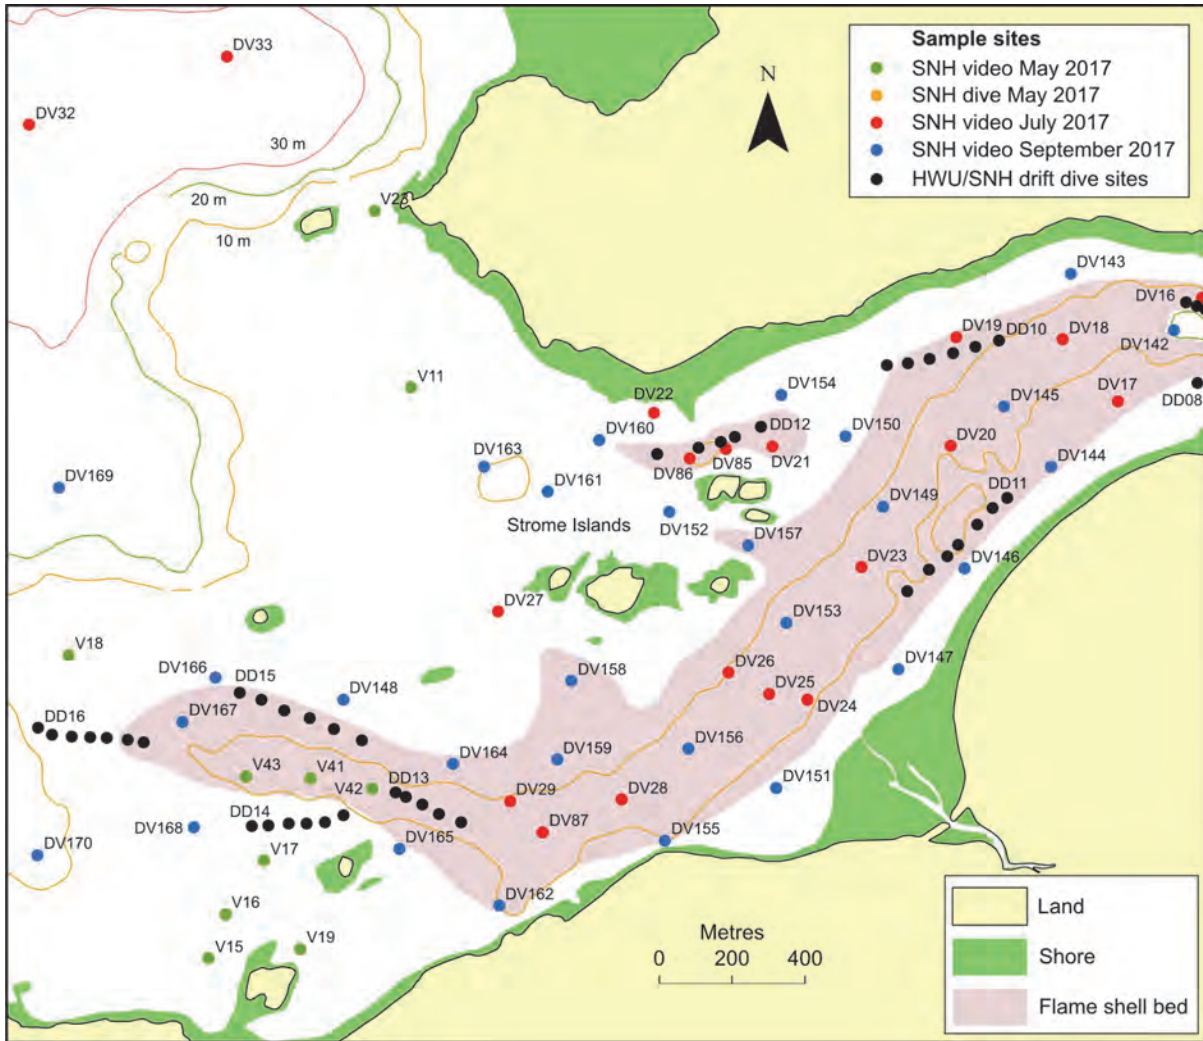 Sample sites
SNH video May 2017
SNH dive May 2017
SNH video July 2017
SNH video September 2017
HWU/SNH drift dive sites
N
DV33
DV32
30 m
20 m
10 m
V23
DV143
DV16
DV19
DD10
DV18
DV142
V11
DV22
DV154
DV145
DV17
DD08
DV160
DD12
DV150
DV163
DV161
DV86
DV85
DV21
DV20
DV144
DV169
DD11
Strome Islands
DV152
DV157
DV149
DV23
DV146
DV27
DV153
V18
DV166
DD15
DV148
DV158
DV26
DV147
DV25
DV24
DD16
DV167
DV164
DV159
DV156
V43
V41
V42
DD13
DV151
DV29
DV28
DD14
DV168
DV87
DV170
DV165
DV155
V17
V16
DV162
V15
V19
Metres
0 200 400
Land
Shore
Flame shell bed